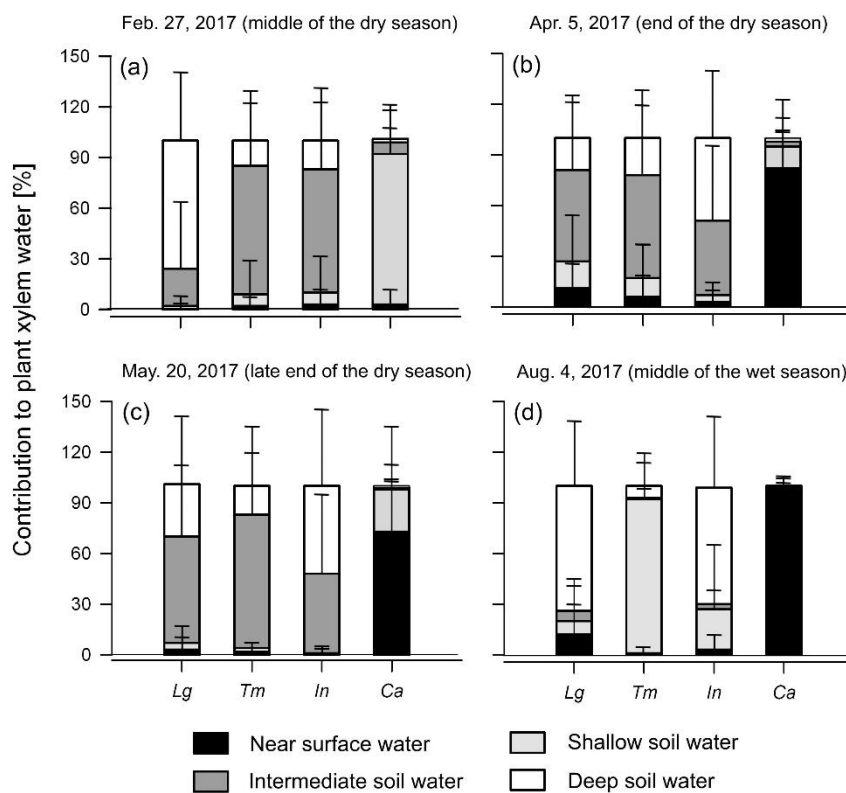 Feb. 27, 2017 (middle of the dry season)
Apr. 5, 2017 (end of the dry season)
(a)
(b)
150
120
90
60
30
0
Contribution to plant xylem water [%]
May. 20, 2017 (late end of the dry season)
Aug. 4, 2017 (middle of the wet season)
(c)
(d)
150
120
90
60
30
0
Lg Tm In Ca
Lg Tm In Ca
Near surface water
Shallow soil water
Intermediate soil water
Deep soil water